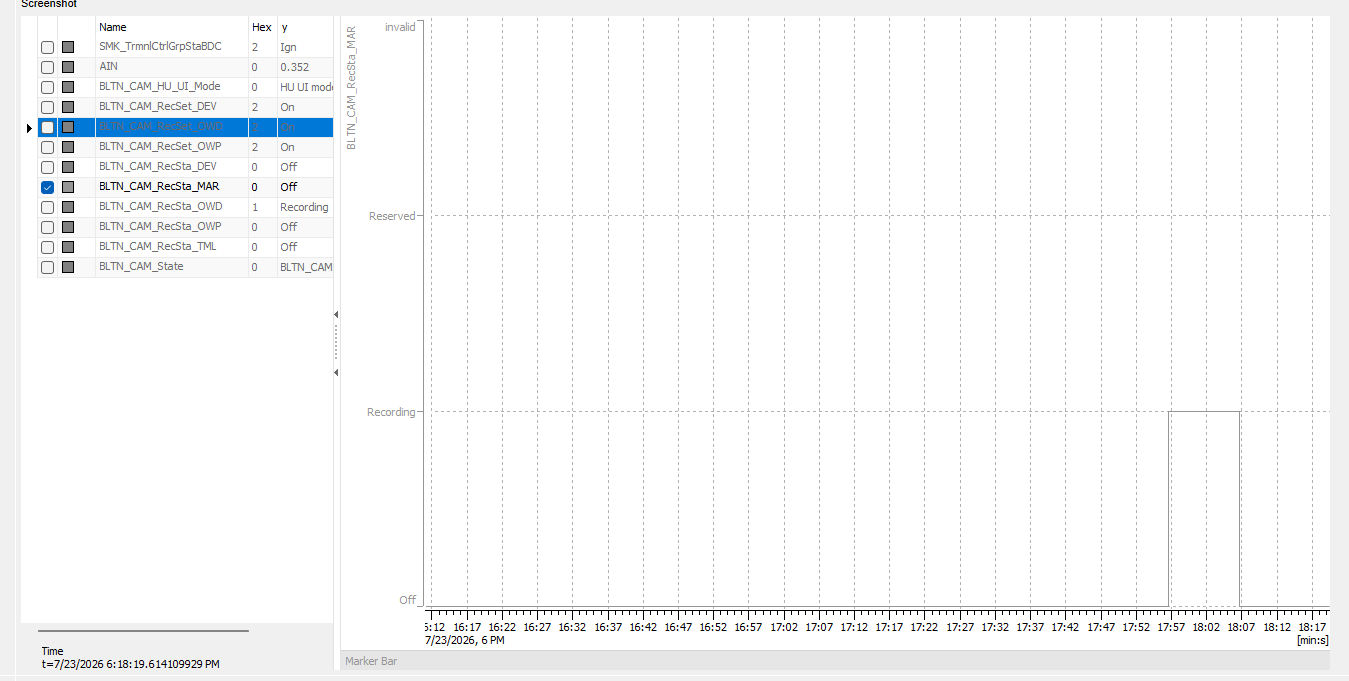 Screenshot
Name Hex y
SMK_TrmnlCtrlGrpStaBDC 2 Ign
AIN 0 0.352
BLTN_CAM_HU_UI_Mode 0 HU UI mode
BLTN_CAM_RecSet_DEV 2 On
BLTN_CAM_RecSet_OWD 2 On
BLTN_CAM_RecSet_OWP 2 On
BLTN_CAM_RecSta_DEV 0 Off
BLTN_CAM_RecSta_MAR 0 Off
BLTN_CAM_RecSta_OWD 1 Recording
BLTN_CAM_RecSta_OWP 0 Off
BLTN_CAM_RecSta_TML 0 Off
BLTN_CAM_State 0 BLTN_CAM
Time
t=7/23/2026 6:18:19.614109929 PM
BLTN_CAM_RecSta_MAR
invalid
Reserved
Recording
Off
6:12 16:17 16:22 16:27 16:32 16:37 16:42 16:47 16:52 16:57 17:02 17:07 17:12 17:17 17:22 17:27 17:32 17:37 17:42 17:47 17:52 17:57 18:02 18:07 18:12 18:17
7/23/2026, 6 PM [min:s]
Marker Bar